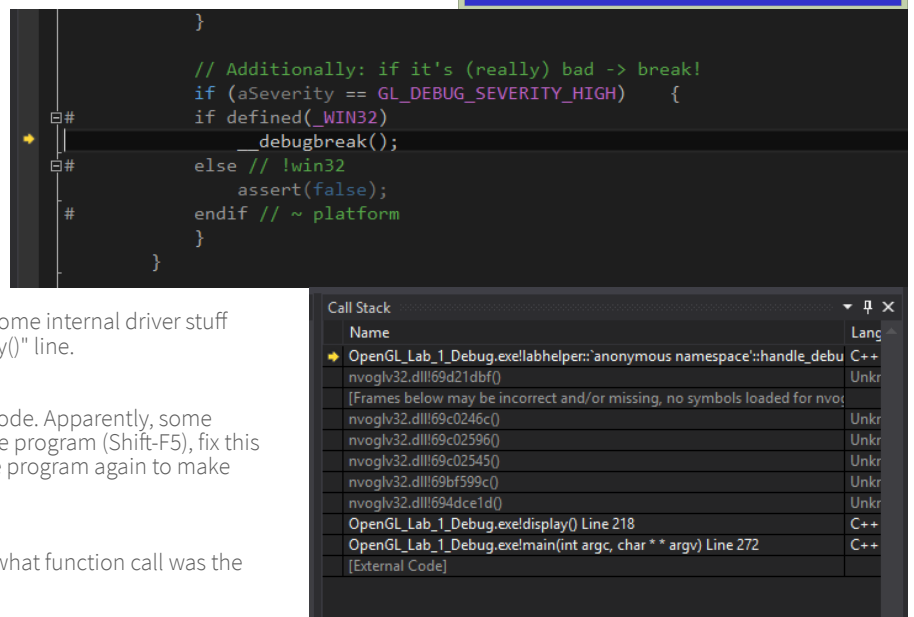 }
// Additionally: if it's (really) bad -> break!
if (aSeverity == GL_DEBUG_SEVERITY_HIGH) {
# if defined(_WIN32)
__debugbreak();
# else // !win32
assert(false);
# endif // ~ platform
}
}
ome internal driver stuff
y()" line.
ode. Apparently, some
e program (Shift-F5), fix this
e program again to make
what function call was the
Call Stack
Name Lang
OpenGL_Lab_1_Debug.exe!labhelper::`anonymous namespace'::handle_debu C++
nvoglv32.dll!69d21dbf() Unkr
[Frames below may be incorrect and/or missing, no symbols loaded for nvog
nvoglv32.dll!69c0246c() Unkr
nvoglv32.dll!69c02596() Unkr
nvoglv32.dll!69c02545() Unkr
nvoglv32.dll!69bf599c() Unkr
nvoglv32.dll!694dce1d() Unkr
OpenGL_Lab_1_Debug.exe!display() Line 218 C++
OpenGL_Lab_1_Debug.exe!main(int argc, char * * argv) Line 272 C++
[External Code]